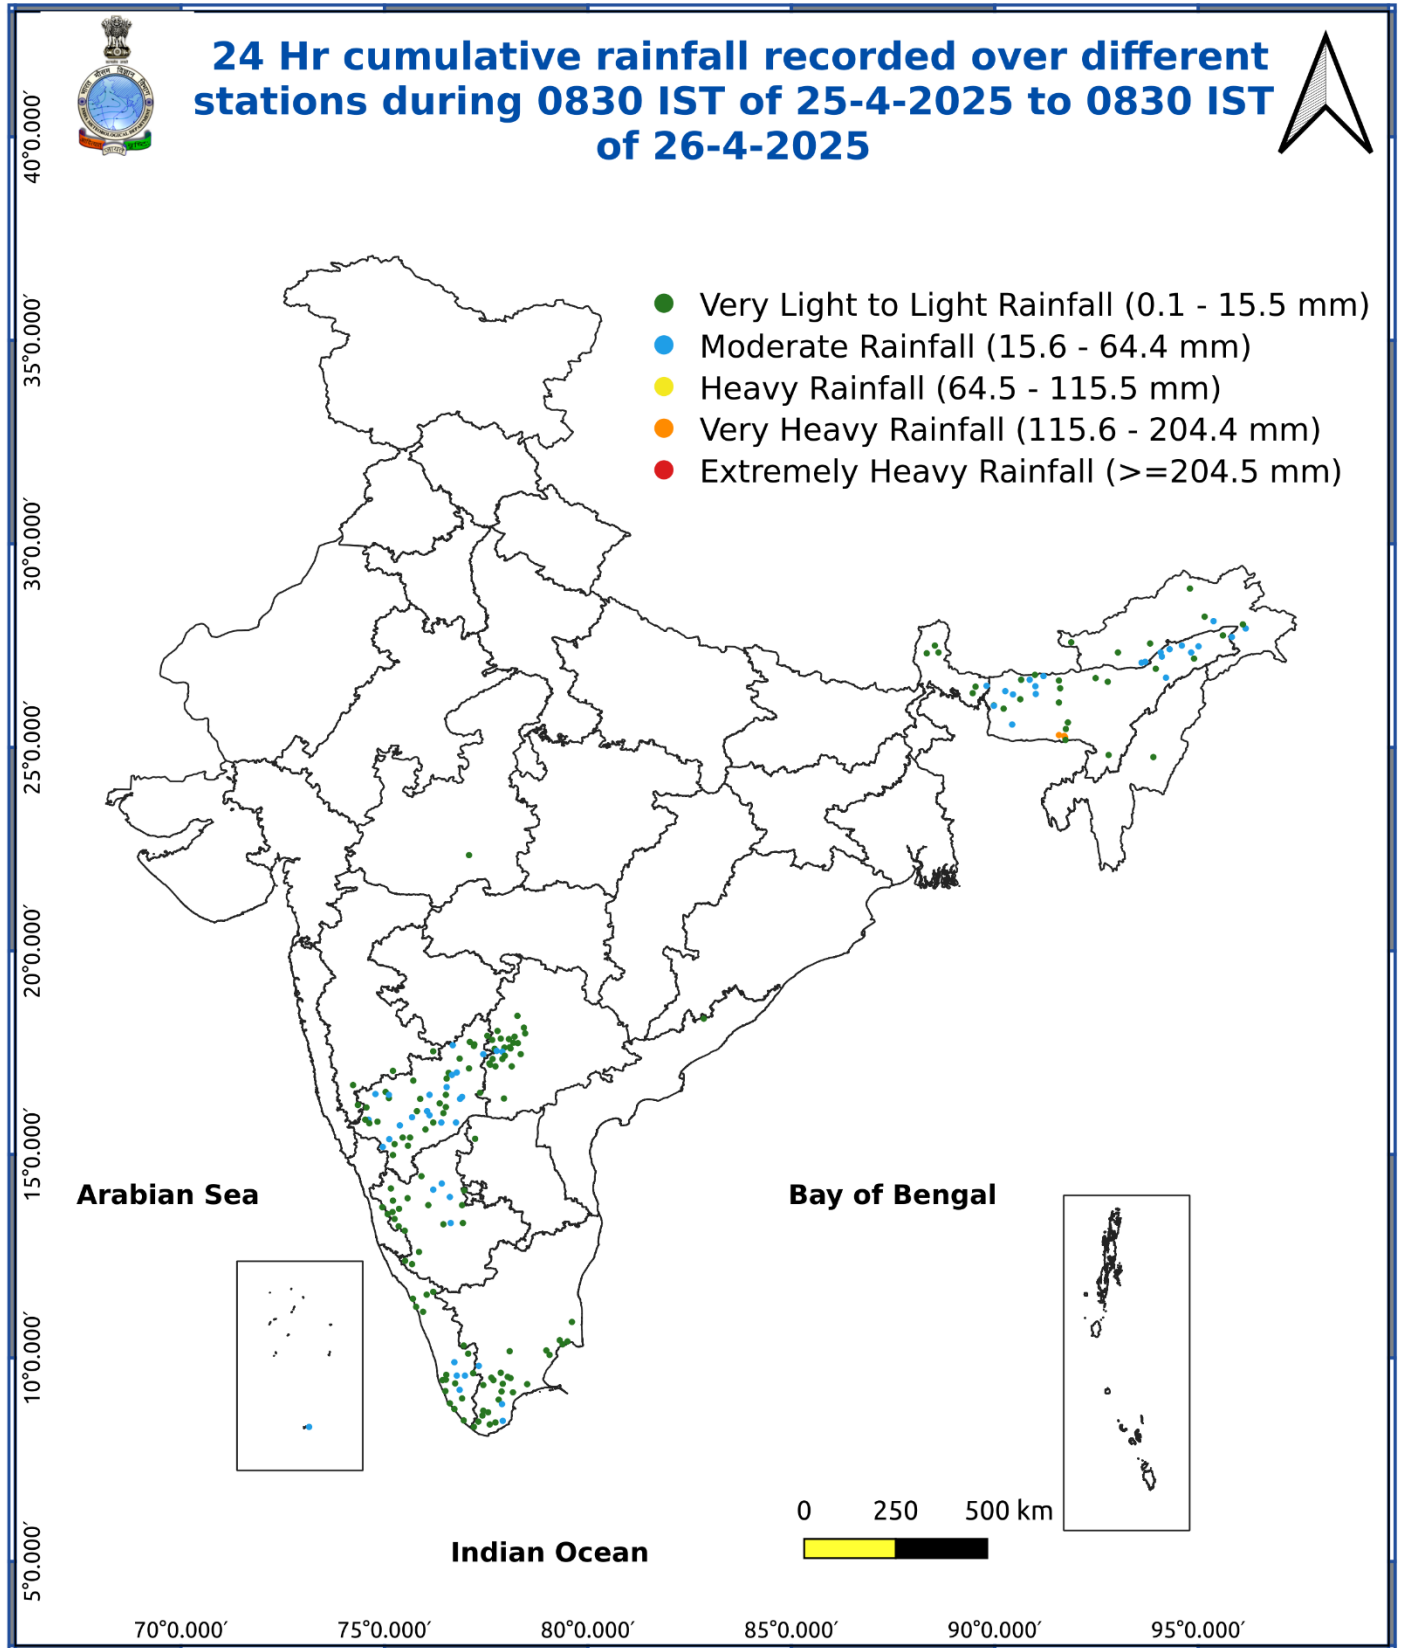 24 Hr cumulative rainfall recorded over different
stations during 0830 IST of 25-4-2025 to 0830 IST
of 26-4-2025
Very Light to Light Rainfall (0.1 - 15.5 mm)
Moderate Rainfall (15.6 - 64.4 mm)
Heavy Rainfall (64.5 - 115.5 mm)
Very Heavy Rainfall (115.6 - 204.4 mm)
Extremely Heavy Rainfall (>=204.5 mm)
40°0.000′
35°0.000′
30°0.000′
25°0.000′
20°0.000′
15°0.000′
10°0.000′
5°0.000′
Arabian Sea
Bay of Bengal
0 250 500 km
Indian Ocean
70°0.000′ 75°0.000′ 80°0.000′ 85°0.000′ 90°0.000′ 95°0.000′